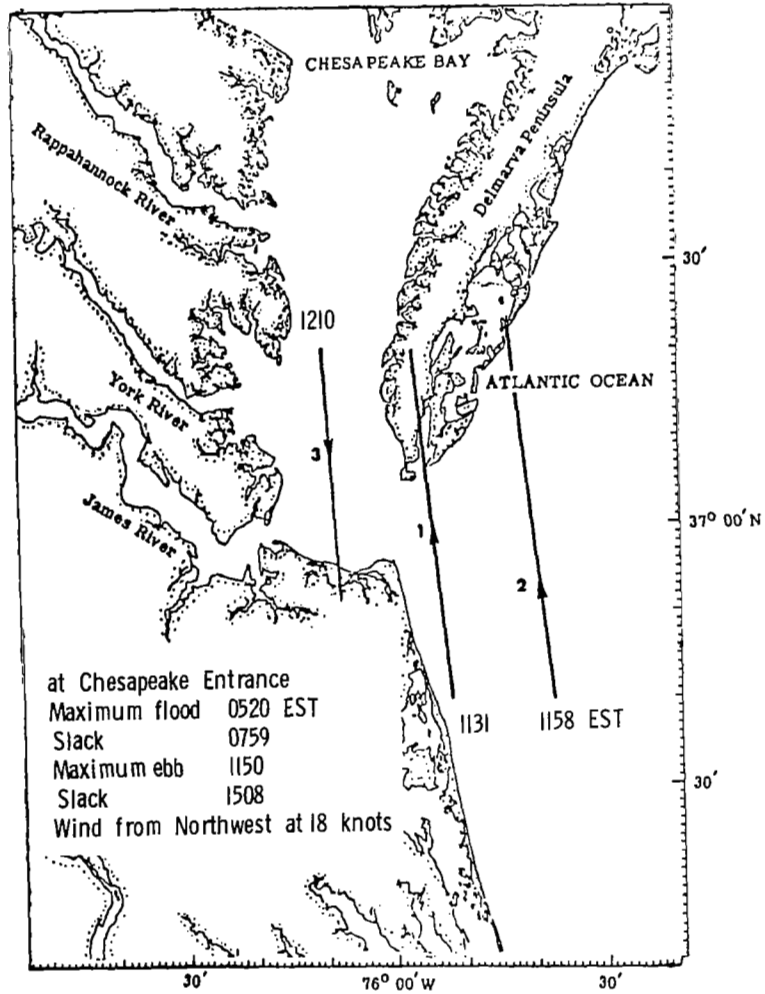 CHESAPEAKE BAY
Delmarva Peninsula
Rappahannock River
30′
1210
ATLANTIC OCEAN
York River
3
1
37° 00′ N
James River
2
at Chesapeake Entrance
Maximum flood 0520 EST
Slack 0759
Maximum ebb 1150
Slack 1508
Wind from Northwest at 18 knots
1131
1158 EST
30′
30′
76° 00′ W
30′